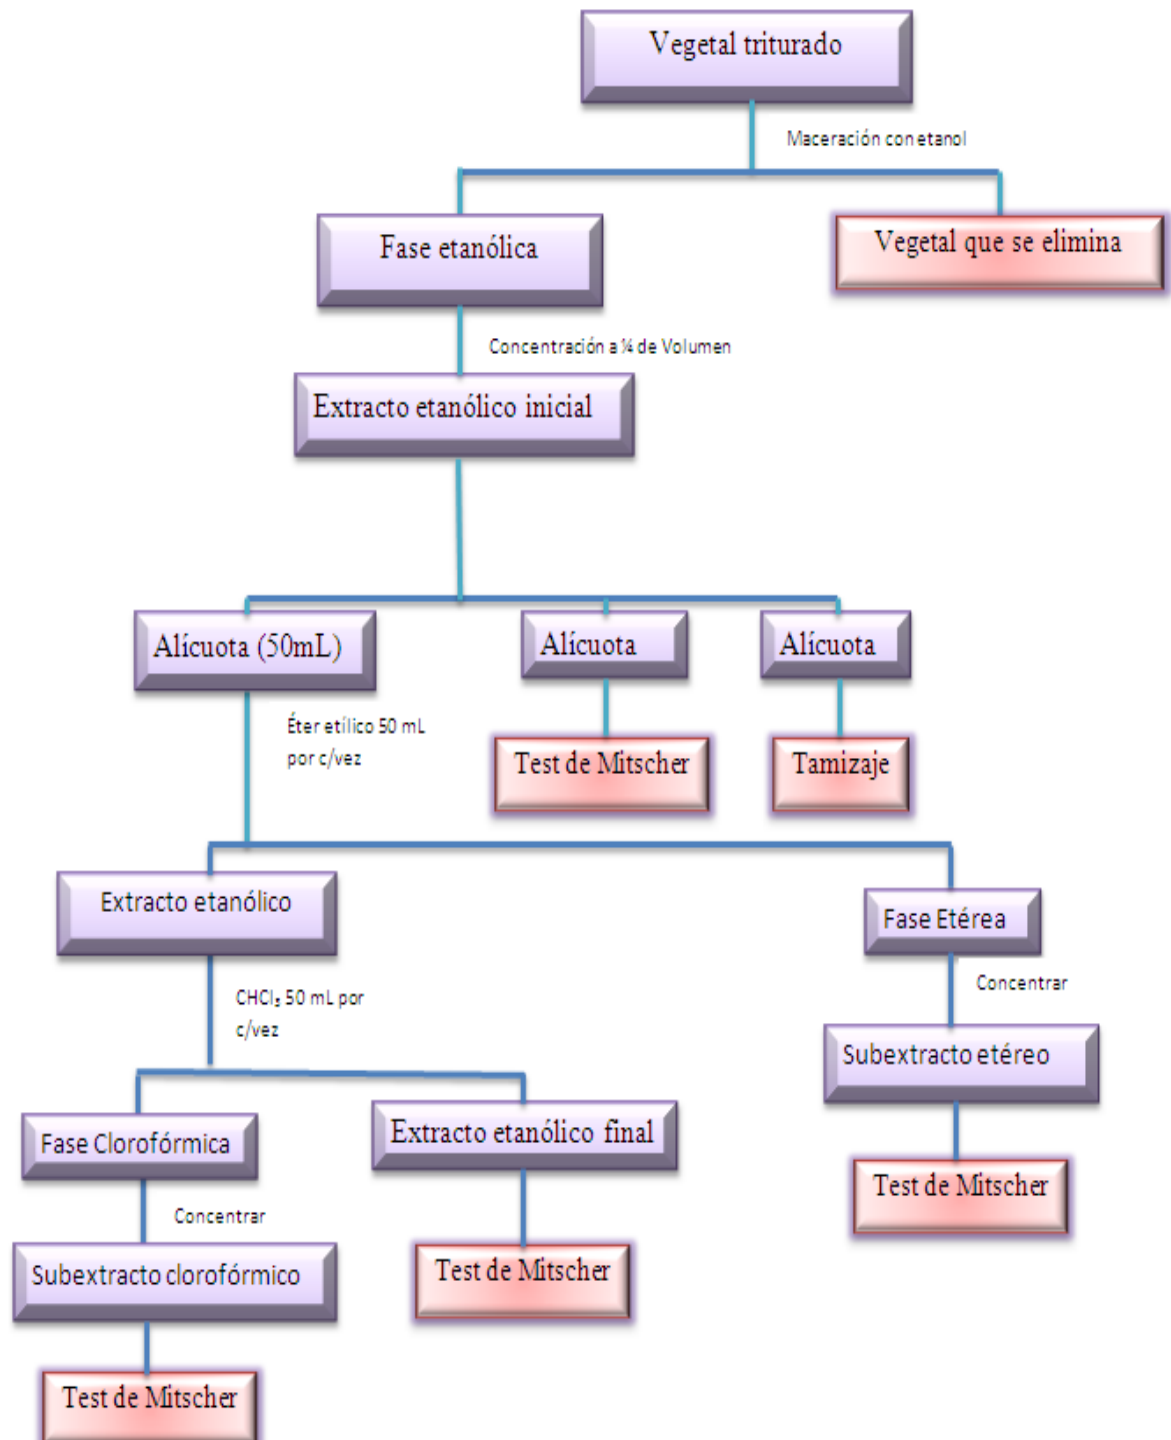 Vegetal triturado
Maceración con etanol
Fase etanólica
Vegetal que se elimina
Concentración a ¼ de Volumen
Extracto etanólico inicial
Alícuota (50mL)
Alícuota
Alícuota
Éter etílico 50 mL
por c/vez
Test de Mitscher
Tamizaje
Extracto etanólico
Fase Etérea
CHCl₃ 50 mL por
c/vez
Concentrar
Subextracto etéreo
Fase Clorofórmica
Extracto etanólico final
Test de Mitscher
Concentrar
Subextracto clorofórmico
Test de Mitscher
Test de Mitscher